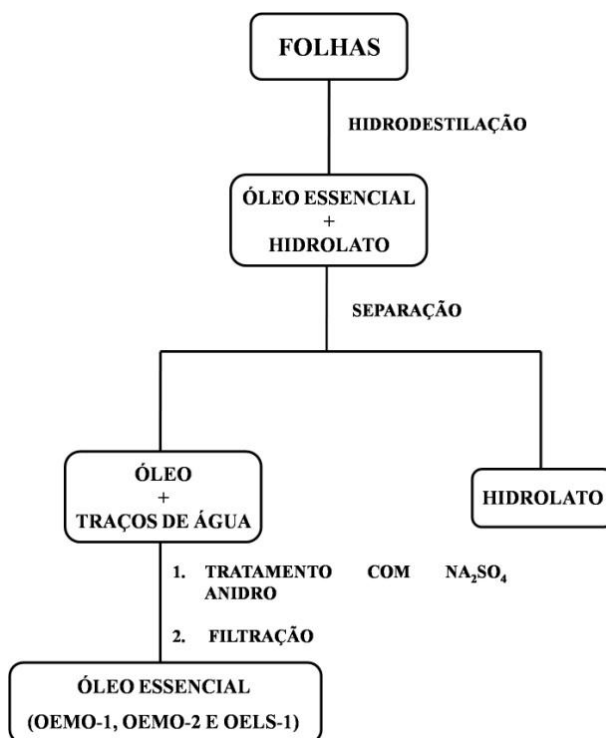 FOLHAS
HIDRODESTILAÇÃO
ÓLEO ESSENCIAL
+
HIDROLATO
SEPARAÇÃO
ÓLEO
+
TRAÇOS DE ÁGUA
HIDROLATO
1. TRATAMENTO COM NA₂SO₄
ANIDRO
2. FILTRAÇÃO
ÓLEO ESSENCIAL
(OEMO-1, OEMO-2 E OELS-1)